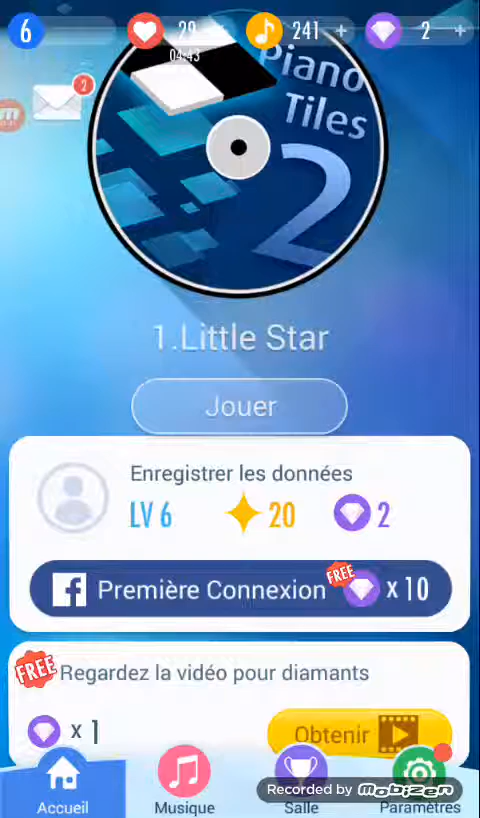 6 29 + 241 + 2 +
04:43
2
Piano
Tiles
2
1.Little Star
Jouer
Enregistrer les données
LV 6 20 2
Première Connexion FREE x 10
FREE Regardez la vidéo pour diamants
x 1 Obtenir
Recorded by mobizen
Accueil Musique Salle Paramètres